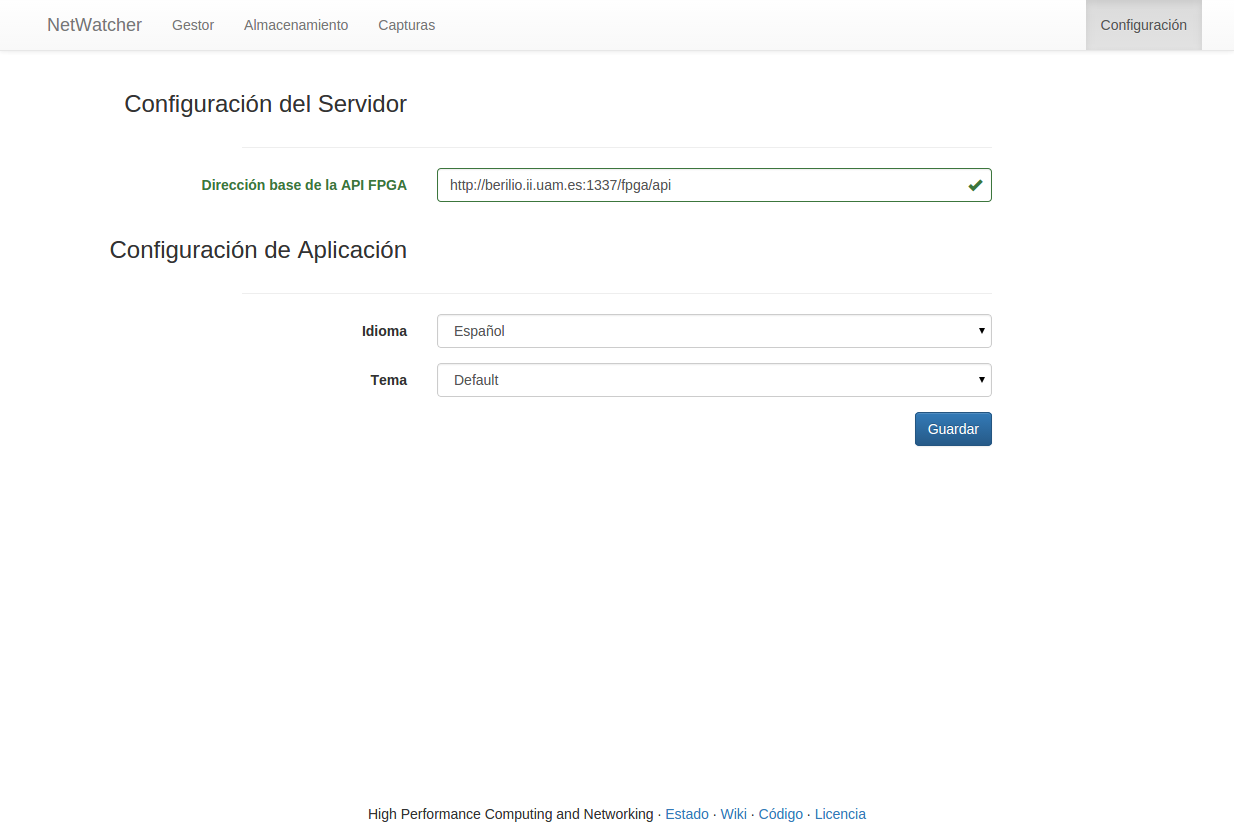 NetWatcher Gestor Almacenamiento Capturas Configuración
Configuración del Servidor
Dirección base de la API FPGA http://berilio.ii.uam.es:1337/fpga/api
Configuración de Aplicación
Idioma Español
Tema Default
Guardar
High Performance Computing and Networking · Estado · Wiki · Código · Licencia